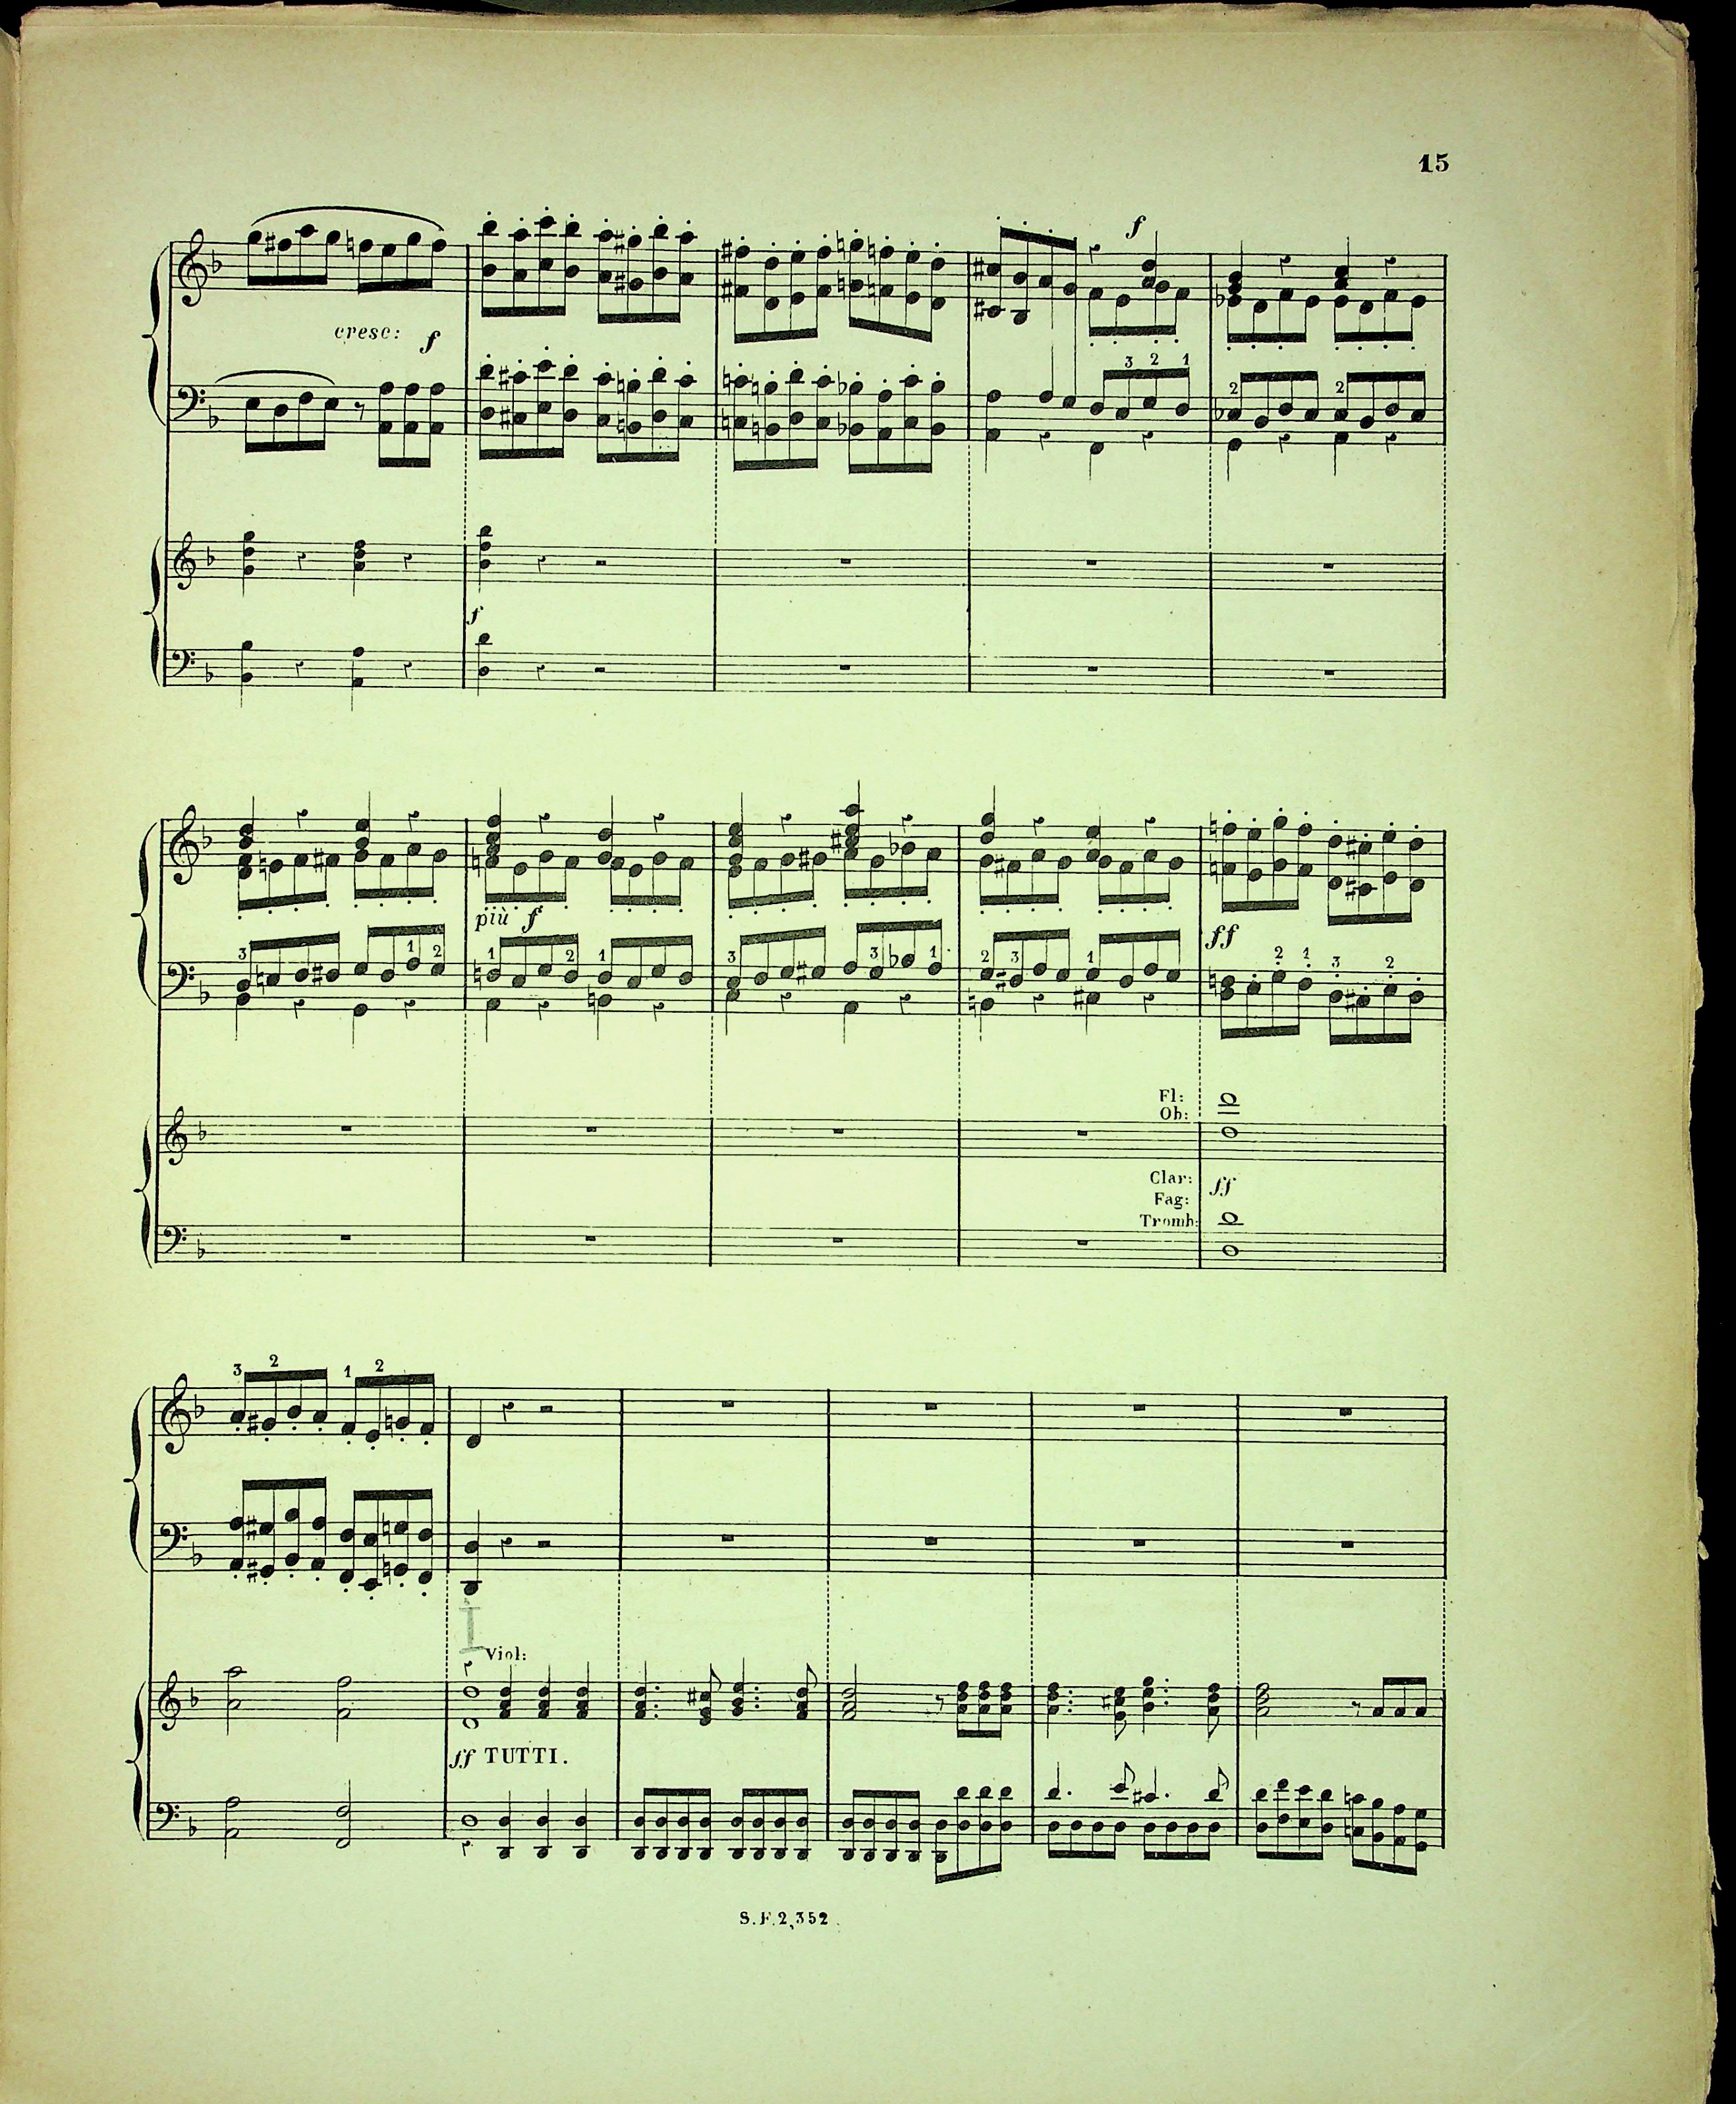 15
f
cresc: f
3 2 1
2 2
f
più f
3 1 2 1 2 1 3 3 1 2 3 1
ff
2 1 3 2
Fl:
Ob:
Clar: ff
Fag:
Tromb:
3 2 1 2
I
Viol:
ff TUTTI.
S.F.2,352.